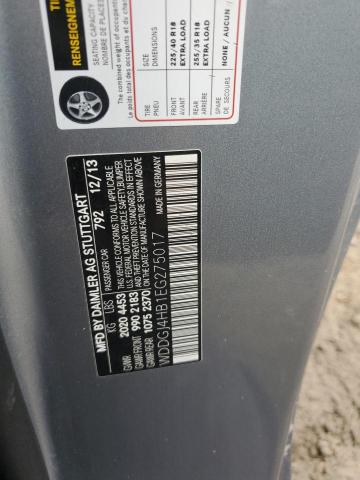 RENSEIGNEMENT
SEATING CAPACITY
NOMBRE DE PLACES
The combined weight of occupants
Le poids total des occupants et du cha
TIRE
PNEU
SIZE
DIMENSIONS
FRONT
AVANT
225/40 R18
EXTRA LOAD
REAR
ARRIÈRE
255/35 R18
EXTRA LOAD
SPARE
DE SECOURS
NONE / AUCUN
MFD BY DAIMLER AG STUTTGART
792 12/13
KG LBS PASSENGER CAR
GVWR 2020 4453 THIS VEHICLE CONFORMS TO ALL APPLICABLE
GAWR FRONT 990 2183 U.S. FEDERAL MOTOR VEHICLE SAFETY,BUMPER
AND THEFT PREVENTION STANDARDS IN EFFECT
GAWR REAR 1075 2370 ON THE DATE OF MANUFACTURE SHOWN ABOVE
WDDGJ4HB1EG275017
MADE IN GERMANY